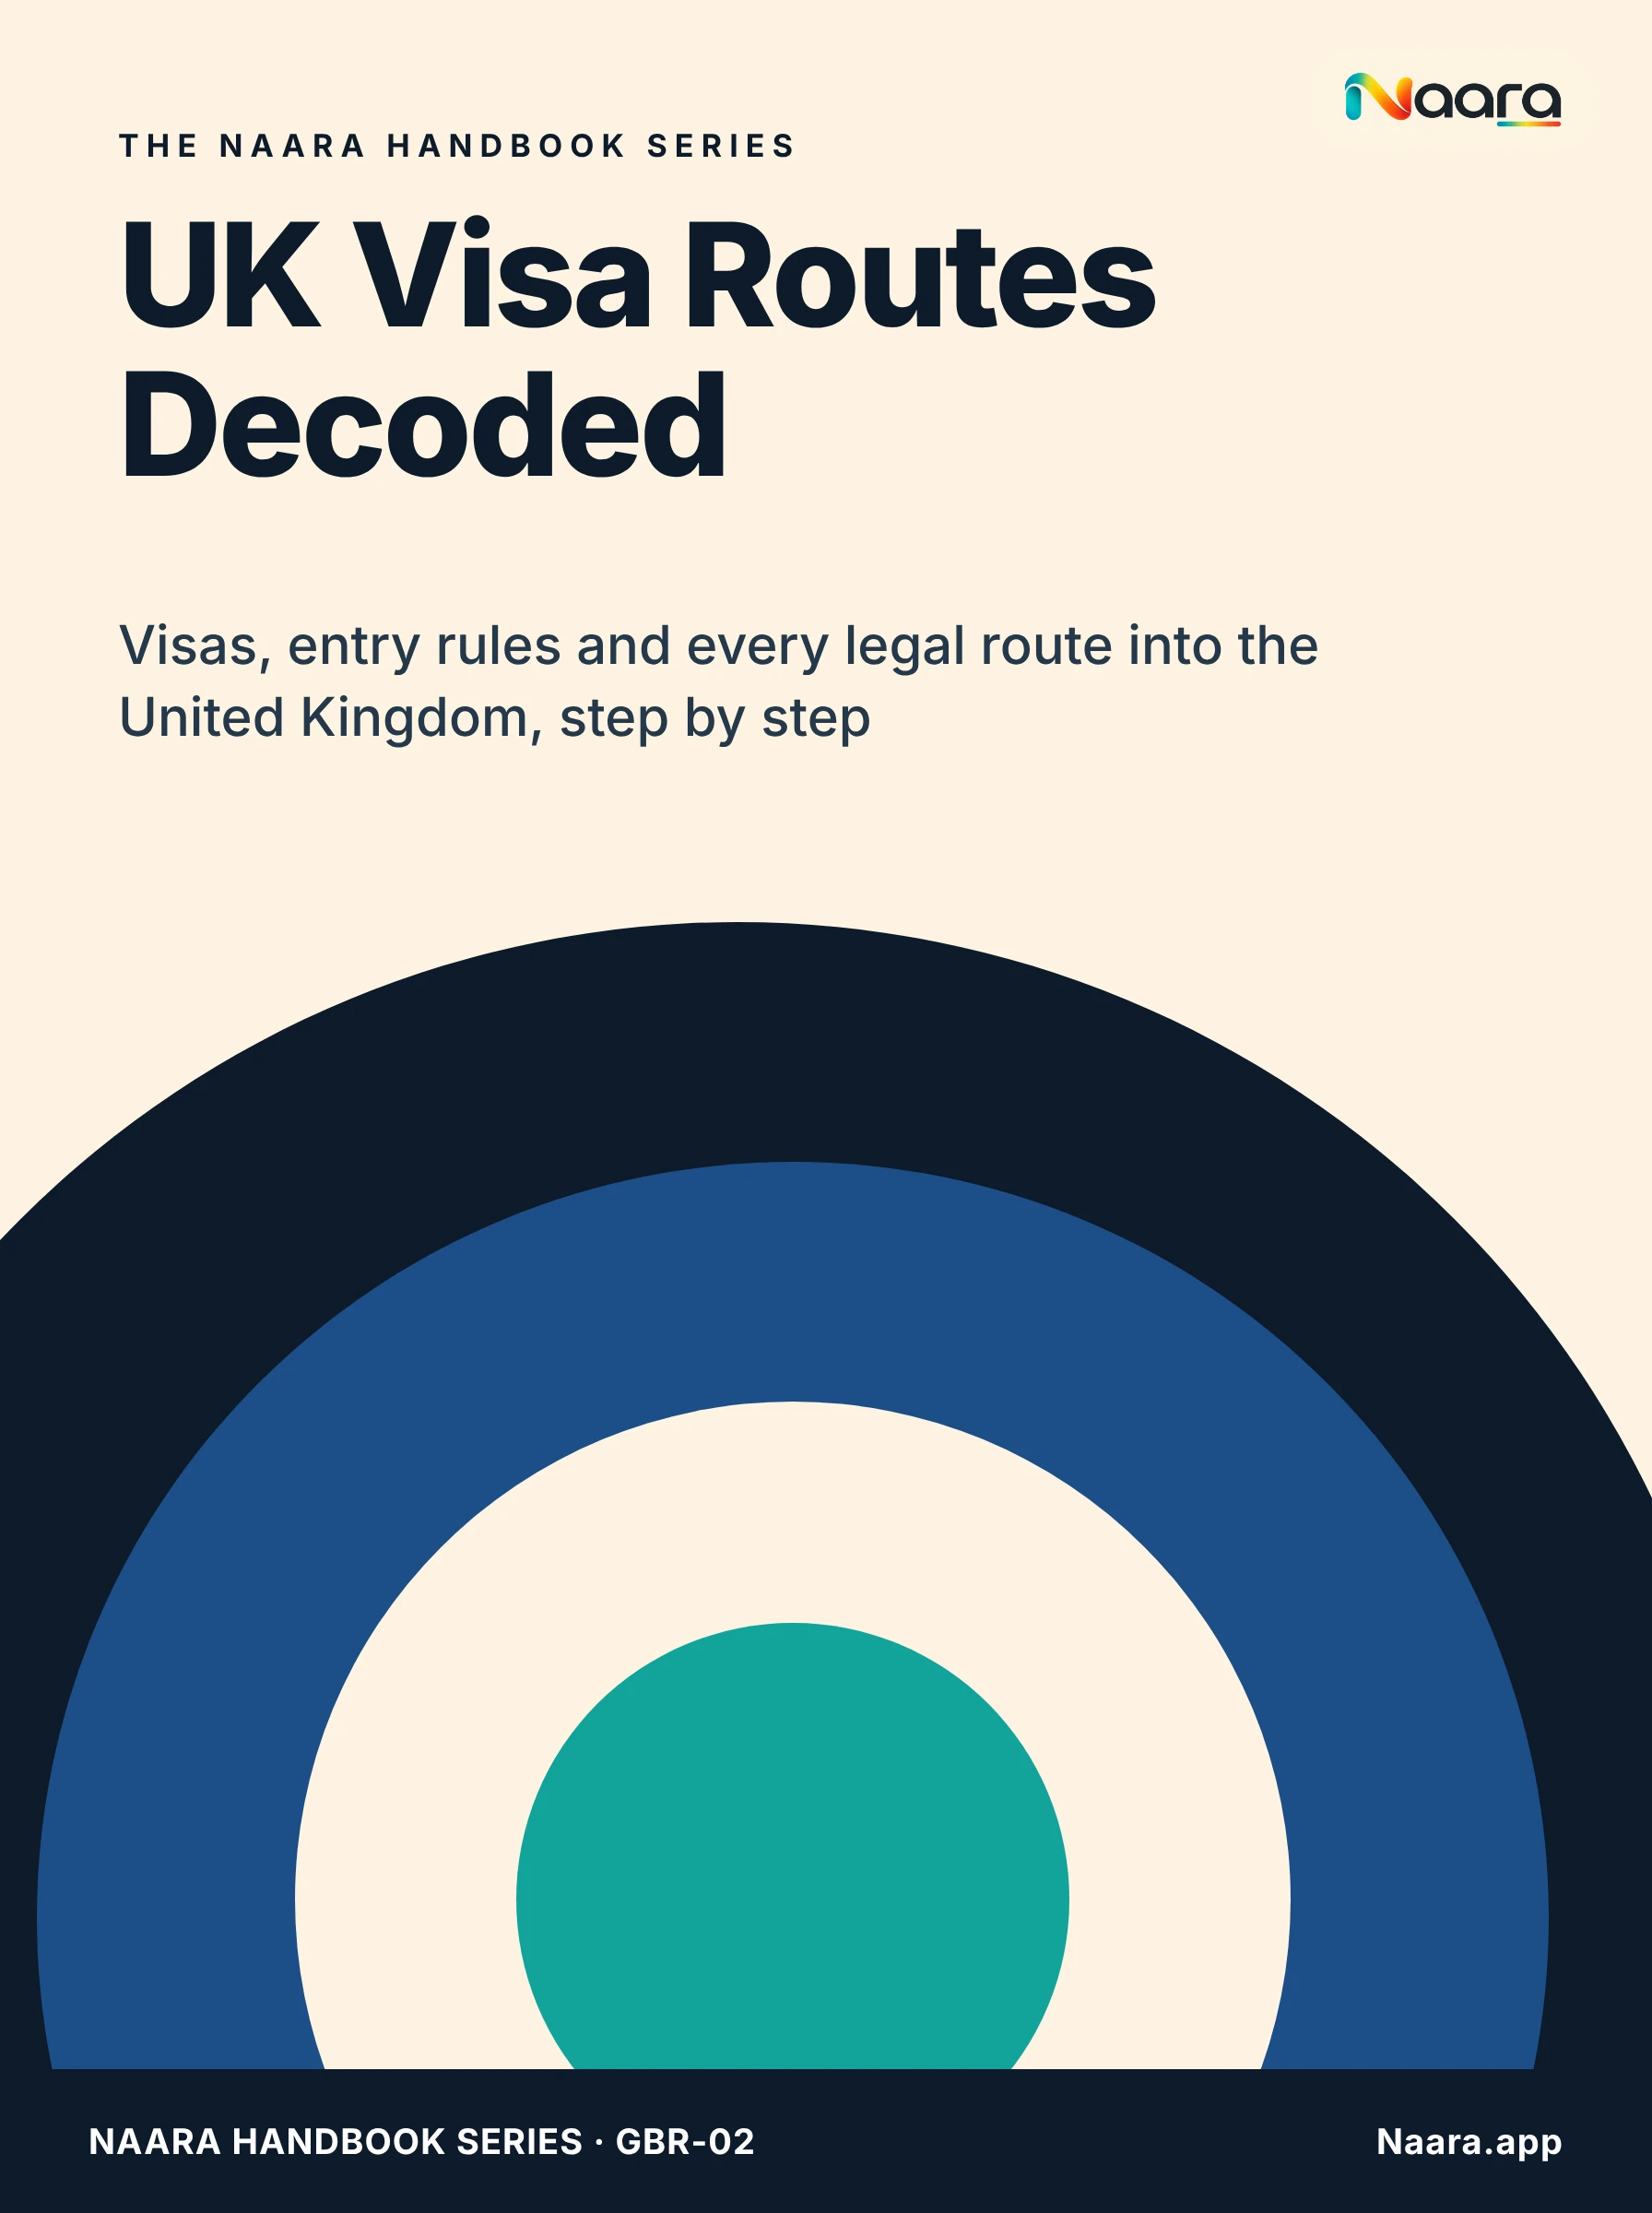 Naara
THE NAARA HANDBOOK SERIES
UK Visa Routes
Decoded
Visas, entry rules and every legal route into the
United Kingdom, step by step
NAARA HANDBOOK SERIES · GBR-02
Naara.app